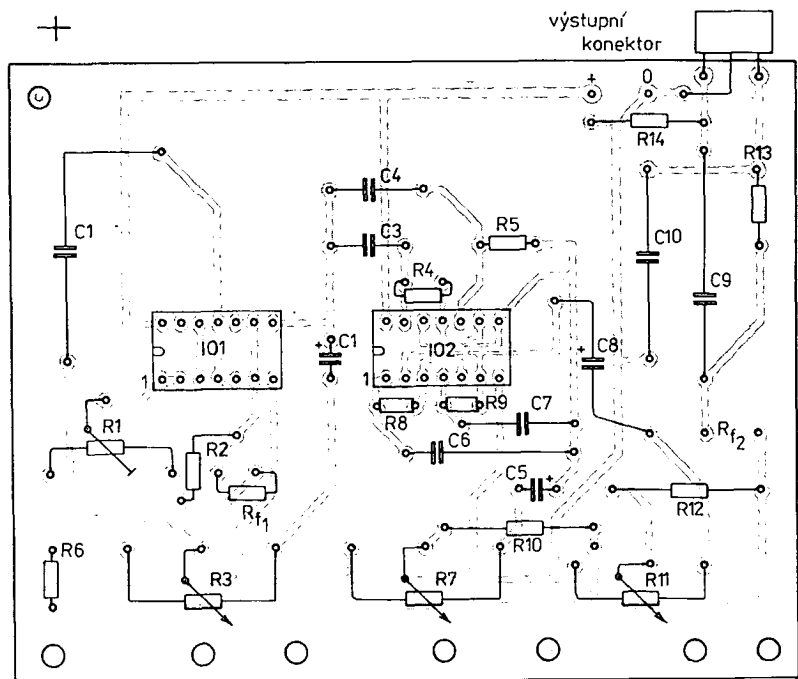 výstupní
konektor
+ 0
R14
R13
C4
C1
C3
R5
C10
R4
C9
IO1
C1
IO2
C8
+
+
1
1
R1
R8
R9
C7
Rf2
R2
C6
Rf1
C5
+
R12
R6
R10
R3
R7
R11